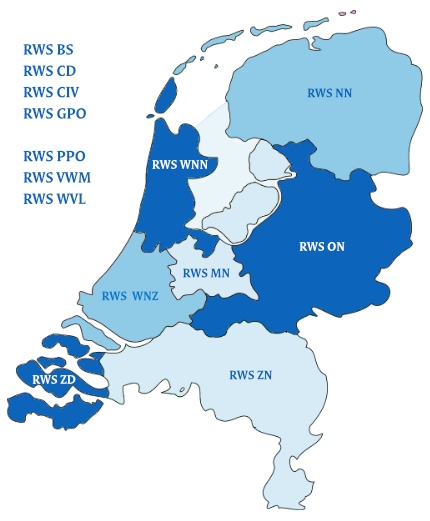 RWS BS
RWS CD
RWS CIV
RWS GPO
RWS PPO
RWS VWM
RWS WVL
RWS NN
RWS WNN
RWS ON
RWS MN
RWS WNZ
RWS ZN
RWS ZD